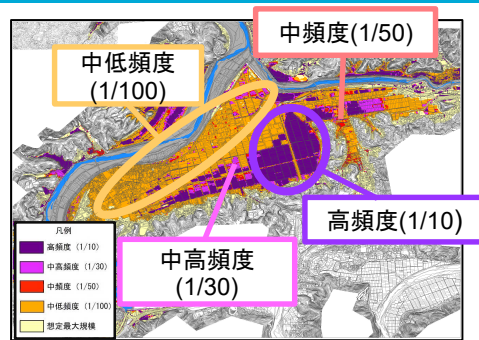 中頻度(1/50)
中低頻度
(1/100)
高頻度(1/10)
中高頻度
(1/30)
凡例
高頻度（1/10）
中高頻度（1/30）
中頻度（1/50）
中低頻度（1/100）
想定最大規模